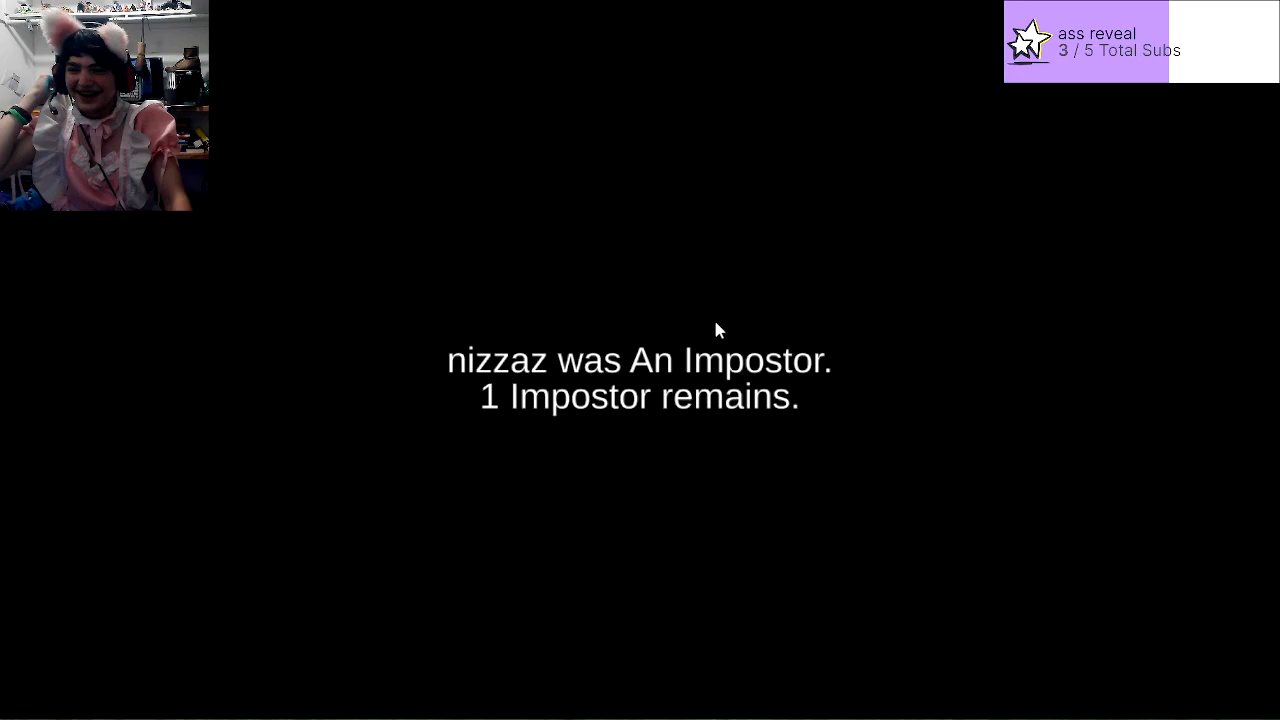 ass reveal
3 / 5 Total Subs
nizzaz was An Impostor.
1 Impostor remains.